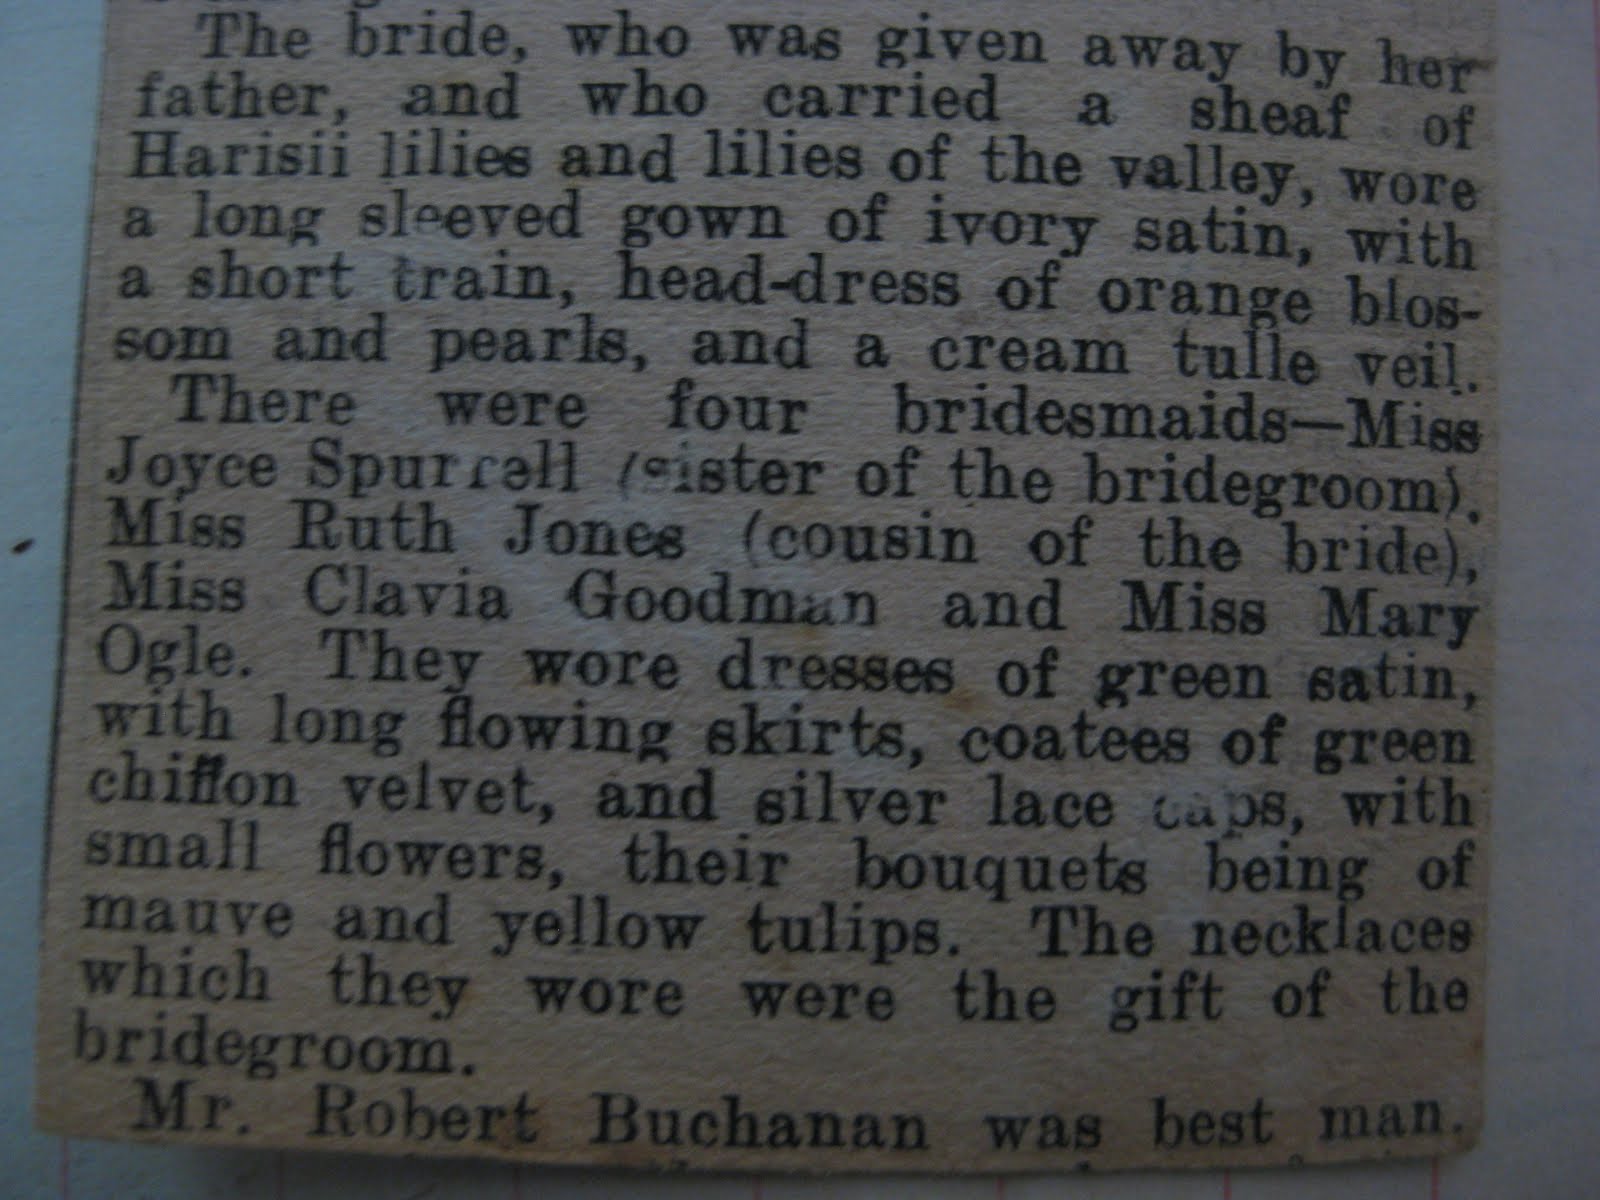 The bride, who was given away by her
father, and who carried a sheaf of
Harisii lilies and lilies of the valley, wore
a long sleeved gown of ivory satin, with
a short train, head-dress of orange blos-
som and pearls, and a cream tulle veil.
There were four bridesmaids—Miss
Joyce Spurrell (sister of the bridegroom),
Miss Ruth Jones (cousin of the bride),
Miss Clavia Goodman and Miss Mary
Ogle. They wore dresses of green satin,
with long flowing skirts, coatees of green
chiffon velvet, and silver lace caps, with
small flowers, their bouquets being of
mauve and yellow tulips. The necklaces
which they wore were the gift of the
bridegroom.
Mr. Robert Buchanan was best man.